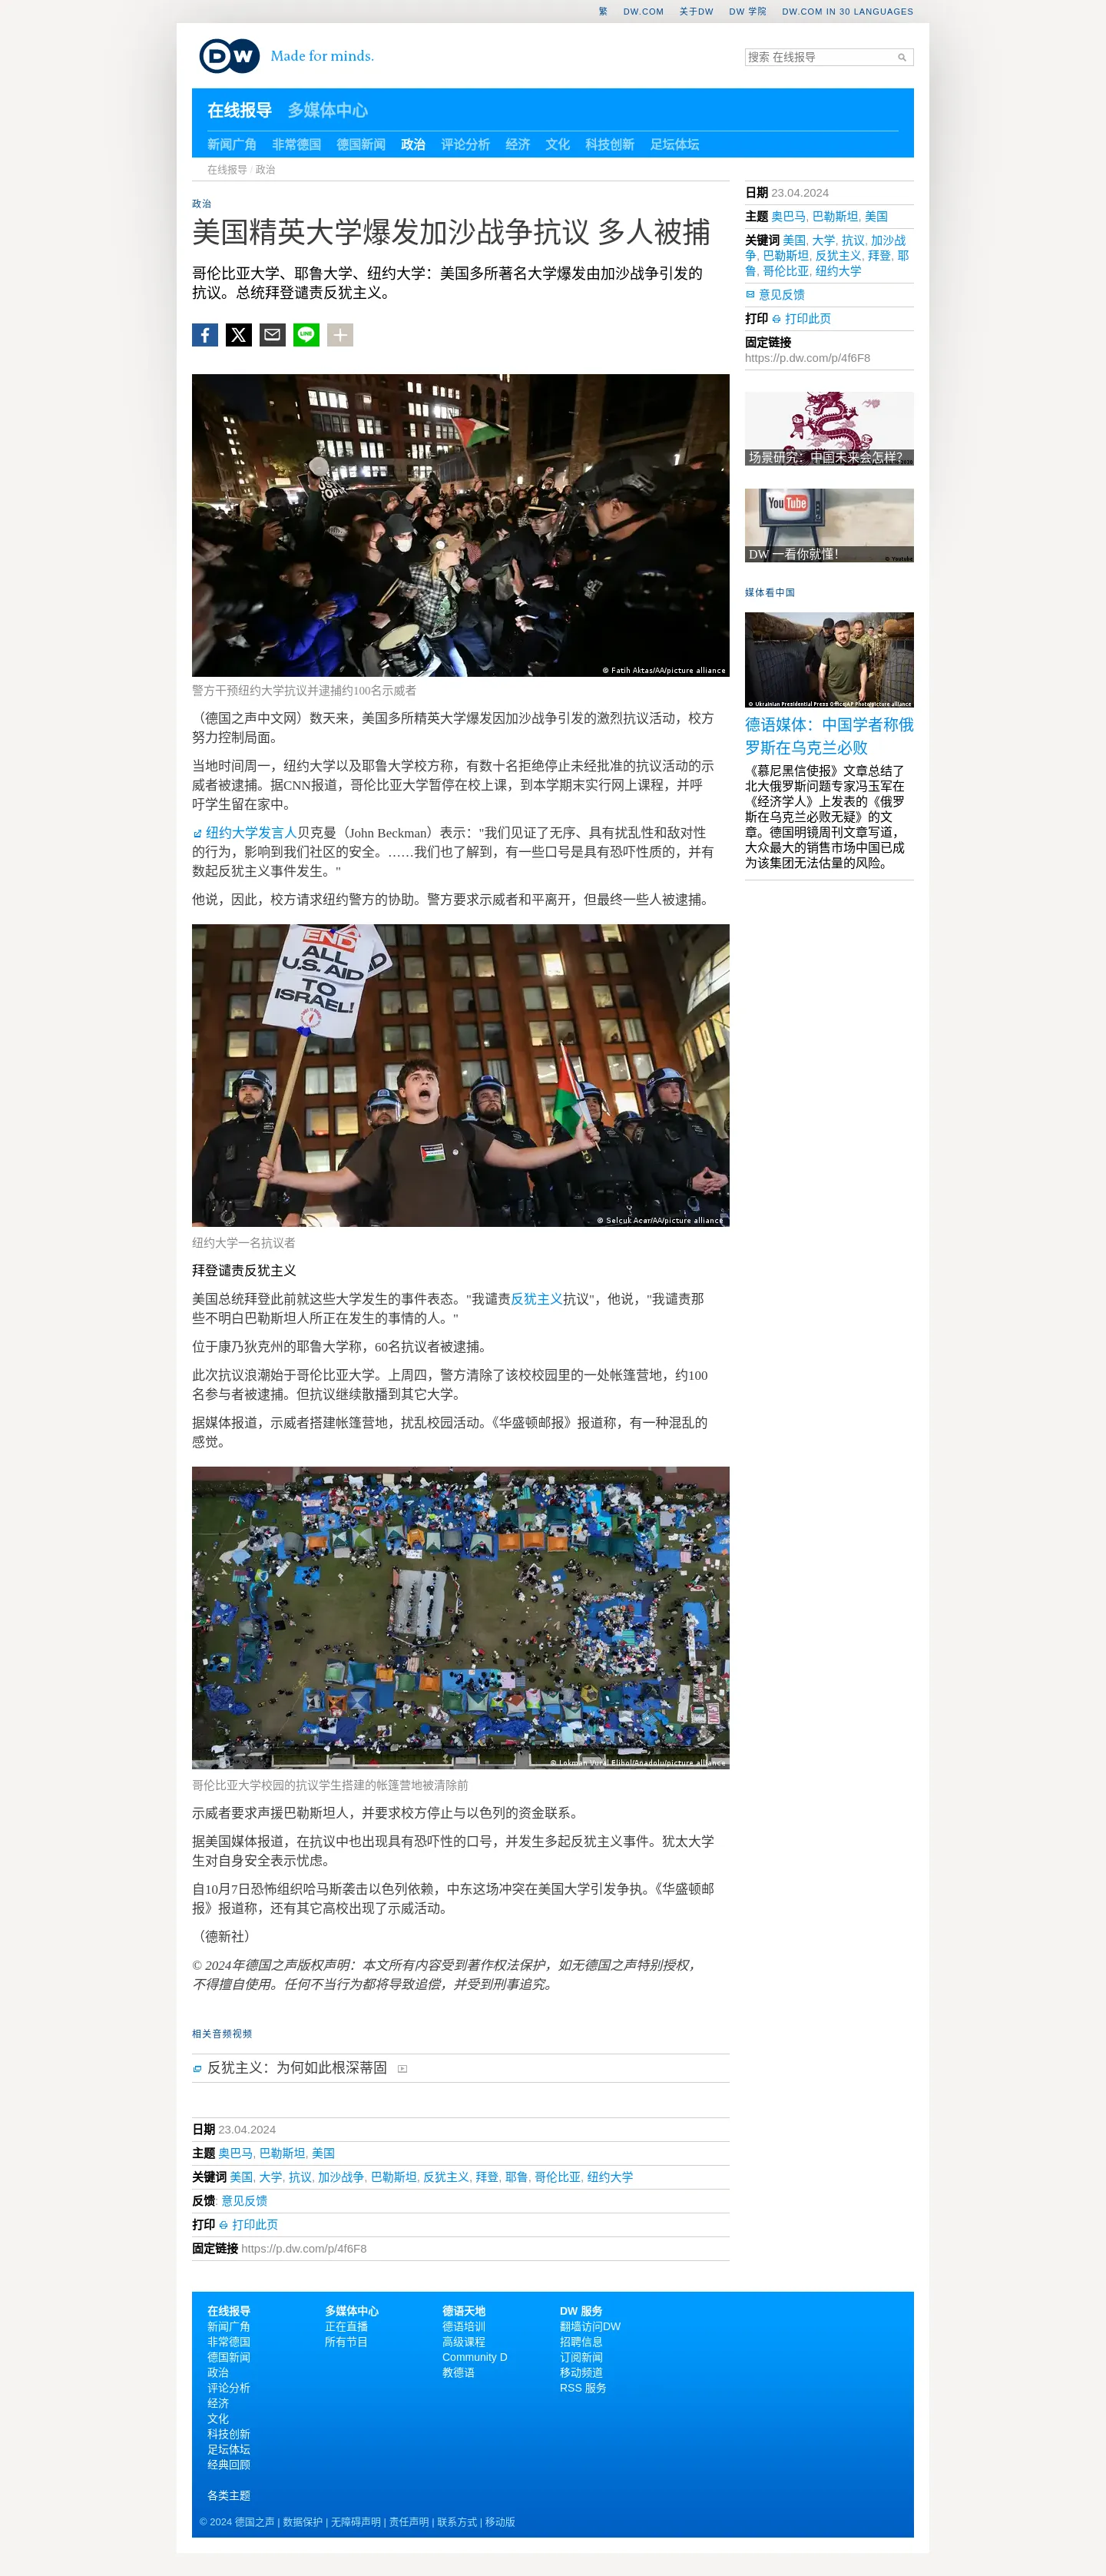 繁 DW.COM 关于DW DW 学院 DW.COM IN 30 LANGUAGES
DW Made for minds.
搜索 在线报导
在线报导 多媒体中心
新闻广角 非常德国 德国新闻 政治 评论分析 经济 文化 科技创新 足坛体坛
在线报导 / 政治
政治
美国精英大学爆发加沙战争抗议 多人被捕
哥伦比亚大学、耶鲁大学、纽约大学：美国多所著名大学爆发由加沙战争引发的
抗议。总统拜登谴责反犹主义。
© Fatih Aktas/AA/picture alliance
警方干预纽约大学抗议并逮捕约100名示威者
（德国之声中文网）数天来，美国多所精英大学爆发因加沙战争引发的激烈抗议活动，校方
努力控制局面。
当地时间周一，纽约大学以及耶鲁大学校方称，有数十名拒绝停止未经批准的抗议活动的示
威者被逮捕。据CNN报道，哥伦比亚大学暂停在校上课，到本学期末实行网上课程，并呼
吁学生留在家中。
纽约大学发言人贝克曼（John Beckman）表示："我们见证了无序、具有扰乱性和敌对性
的行为，影响到我们社区的安全。……我们也了解到，有一些口号是具有恐吓性质的，并有
数起反犹主义事件发生。"
他说，因此，校方请求纽约警方的协助。警方要求示威者和平离开，但最终一些人被逮捕。
END
ALL
U.S. AID
TO
ISRAEL!
© Selcuk Acar/AA/picture alliance
纽约大学一名抗议者
拜登谴责反犹主义
美国总统拜登此前就这些大学发生的事件表态。"我谴责反犹主义抗议"，他说，"我谴责那
些不明白巴勒斯坦人所正在发生的事情的人。"
位于康乃狄克州的耶鲁大学称，60名抗议者被逮捕。
此次抗议浪潮始于哥伦比亚大学。上周四，警方清除了该校校园里的一处帐篷营地，约100
名参与者被逮捕。但抗议继续散播到其它大学。
据媒体报道，示威者搭建帐篷营地，扰乱校园活动。《华盛顿邮报》报道称，有一种混乱的
感觉。
© Lokman Vural Elibol/Anadolu/picture alliance
哥伦比亚大学校园的抗议学生搭建的帐篷营地被清除前
示威者要求声援巴勒斯坦人，并要求校方停止与以色列的资金联系。
据美国媒体报道，在抗议中也出现具有恐吓性的口号，并发生多起反犹主义事件。犹太大学
生对自身安全表示忧虑。
自10月7日恐怖组织哈马斯袭击以色列依赖，中东这场冲突在美国大学引发争执。《华盛顿邮
报》报道称，还有其它高校出现了示威活动。
（德新社）
© 2024年德国之声版权声明：本文所有内容受到著作权法保护，如无德国之声特别授权，
不得擅自使用。任何不当行为都将导致追偿，并受到刑事追究。
相关音频视频
反犹主义：为何如此根深蒂固
日期 23.04.2024
主题 奥巴马, 巴勒斯坦, 美国
关键词 美国, 大学, 抗议, 加沙战争, 巴勒斯坦, 反犹主义, 拜登, 耶鲁, 哥伦比亚, 纽约大学
反馈: 意见反馈
打印 打印此页
固定链接 https://p.dw.com/p/4f6F8
日期 23.04.2024
主题 奥巴马, 巴勒斯坦, 美国
关键词 美国, 大学, 抗议, 加沙战
争, 巴勒斯坦, 反犹主义, 拜登, 耶
鲁, 哥伦比亚, 纽约大学
意见反馈
打印 打印此页
固定链接
https://p.dw.com/p/4f6F8
场景研究：中国未来会怎样？
YouTube
© Youtube
DW 一看你就懂！
媒体看中国
© Ukrainian Presidential Press Office/AP Photo/picture alliance
德语媒体：中国学者称俄
罗斯在乌克兰必败
《慕尼黑信使报》文章总结了
北大俄罗斯问题专家冯玉军在
《经济学人》上发表的《俄罗
斯在乌克兰必败无疑》的文
章。德国明镜周刊文章写道，
大众最大的销售市场中国已成
为该集团无法估量的风险。
在线报导
新闻广角
非常德国
德国新闻
政治
评论分析
经济
文化
科技创新
足坛体坛
经典回顾
各类主题
多媒体中心
正在直播
所有节目
德语天地
德语培训
高级课程
Community D
教德语
DW 服务
翻墙访问DW
招聘信息
订阅新闻
移动频道
RSS 服务
© 2024 德国之声 | 数据保护 | 无障碍声明 | 责任声明 | 联系方式 | 移动版